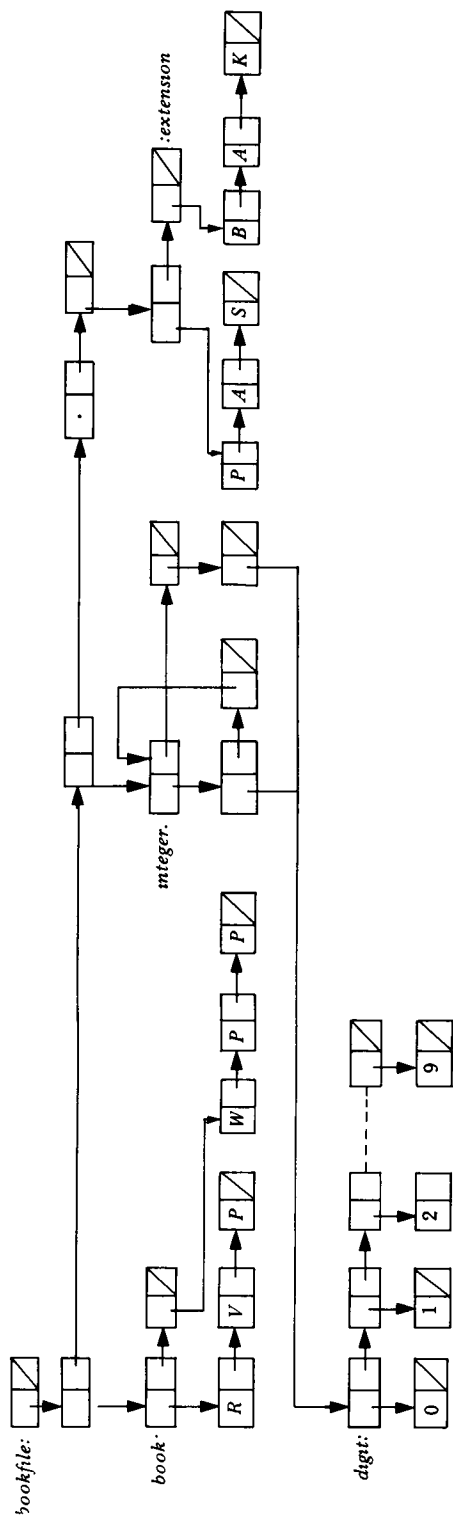 bookfile:
.
book: integer. :extension
R V P W P P P A S B A K
digit:
0 1 2 9